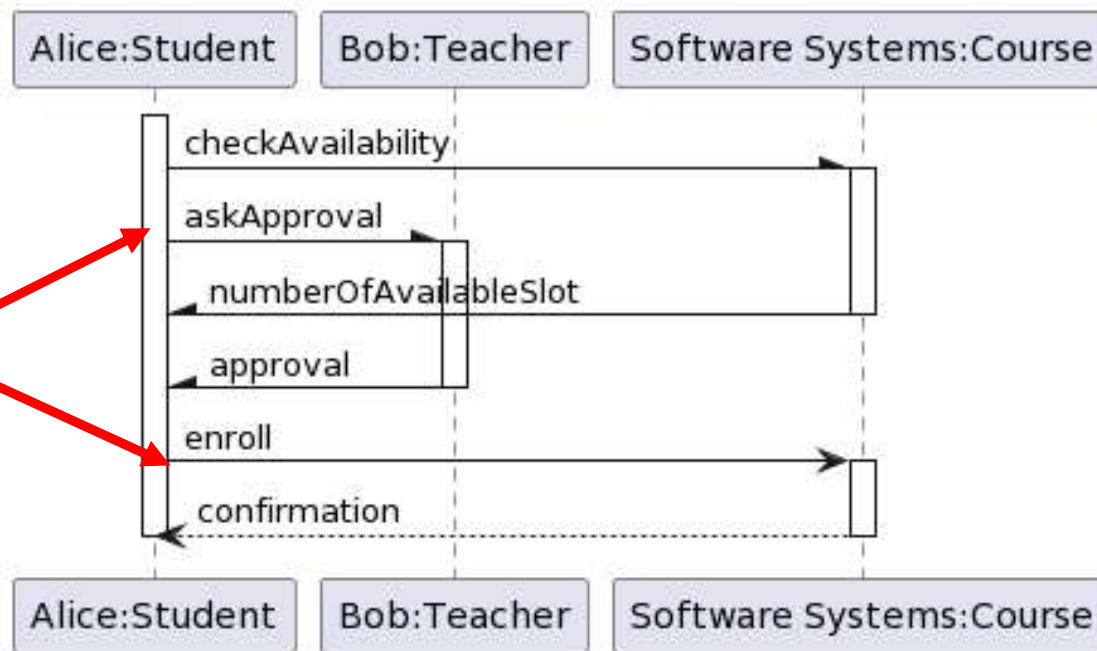 Alice:Student Bob:Teacher Software Systems:Course
checkAvailability
askApproval
numberOfAvailableSlot
approval
enroll
confirmation
Alice:Student Bob:Teacher Software Systems:Course